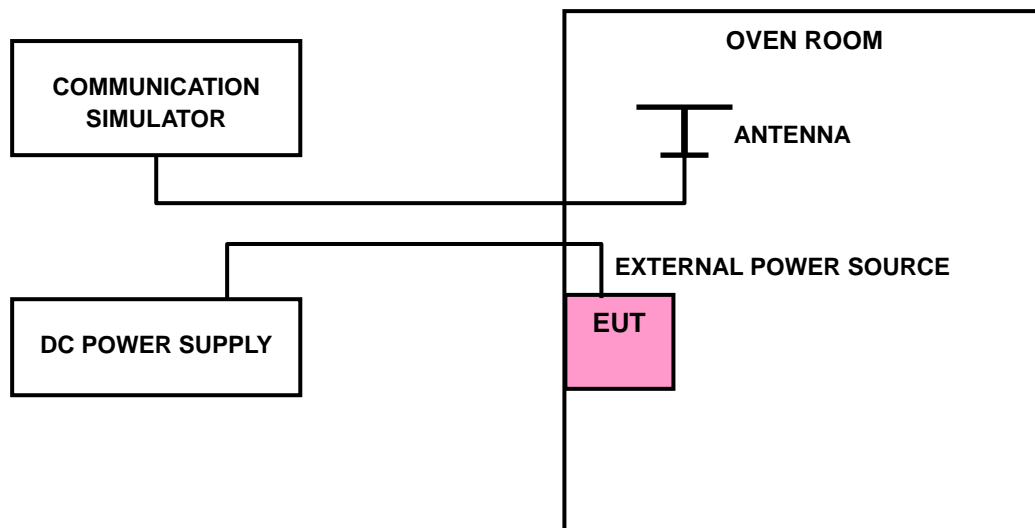 OVEN ROOM
COMMUNICATION
SIMULATOR
ANTENNA
EXTERNAL POWER SOURCE
EUT
DC POWER SUPPLY